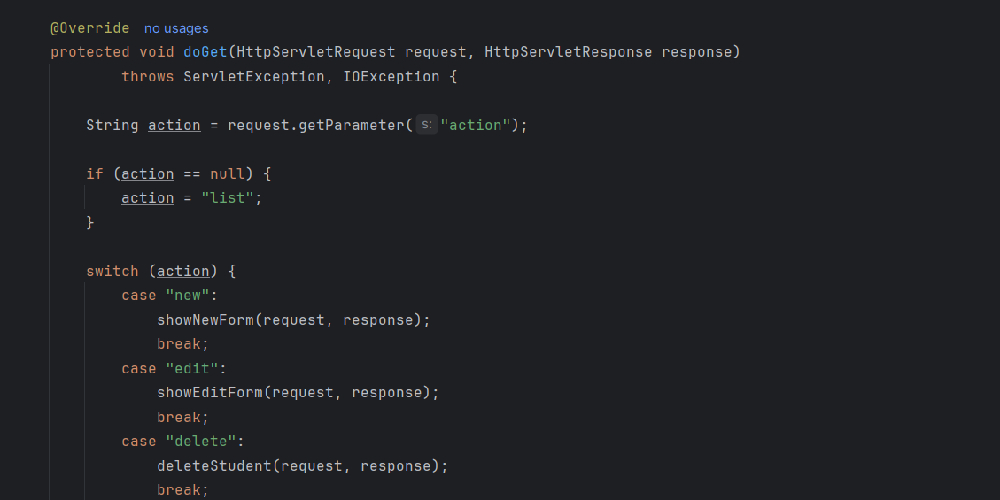 @Override no usages
protected void doGet(HttpServletRequest request, HttpServletResponse response)
throws ServletException, IOException {
String action = request.getParameter( s: "action");
if (action == null) {
action = "list";
}
switch (action) {
case "new":
showNewForm(request, response);
break;
case "edit":
showEditForm(request, response);
break;
case "delete":
deleteStudent(request, response);
break;